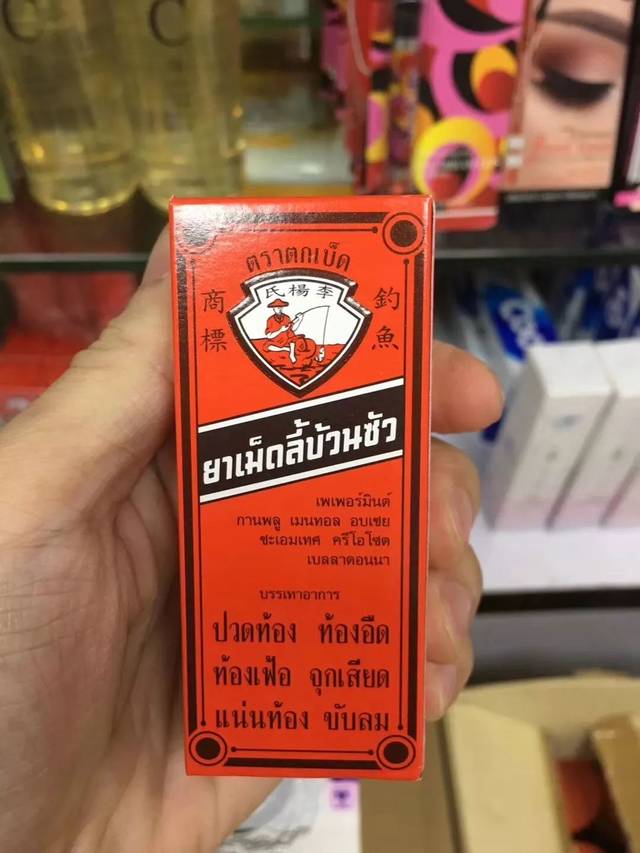 ตราตกเบ็ด
氏楊李
商標
釣魚
ยาเม็ดลี้บ้วนซัว
เพเพอร์มินต์
กานพลู เมนทอล อบเชย
ชะเอมเทศ ครีโอโซต
เบลลาดอนนา
บรรเทาอาการ
ปวดท้อง ท้องอืด
ท้องเฟ้อ จุกเสียด
แน่นท้อง ขับลม